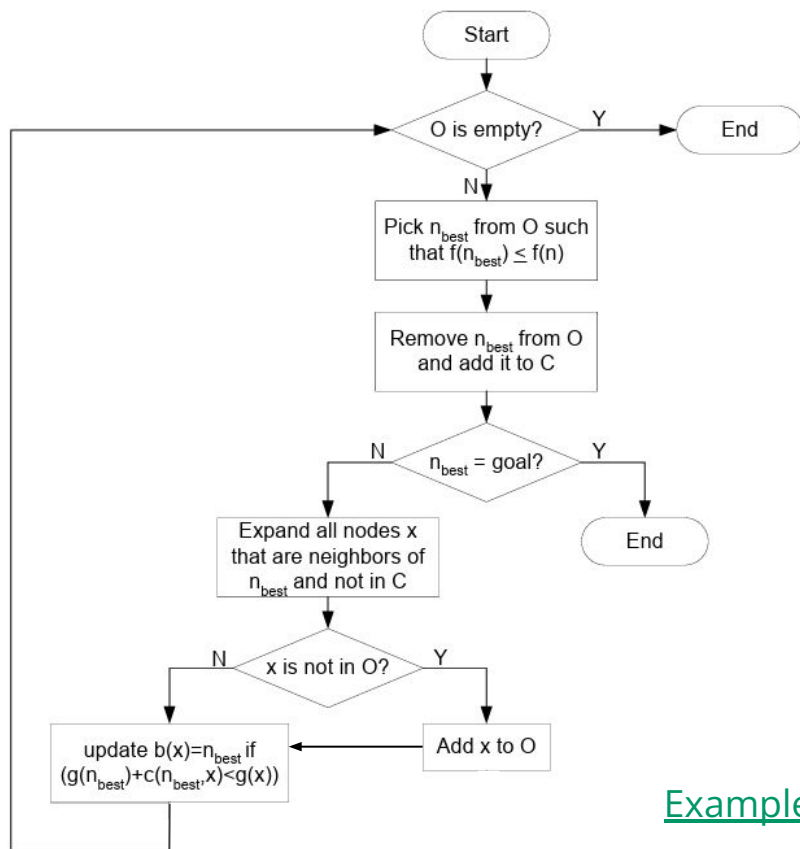 Start
O is empty?
Y
End
N
Pick n_best from O such
that f(n_best) ≤ f(n)
Remove n_best from O
and add it to C
N
n_best = goal?
Y
Expand all nodes x
that are neighbors of
n_best and not in C
End
N
x is not in O?
Y
update b(x)=n_best if
(g(n_best)+c(n_best,x)<g(x))
Add x to O
Example